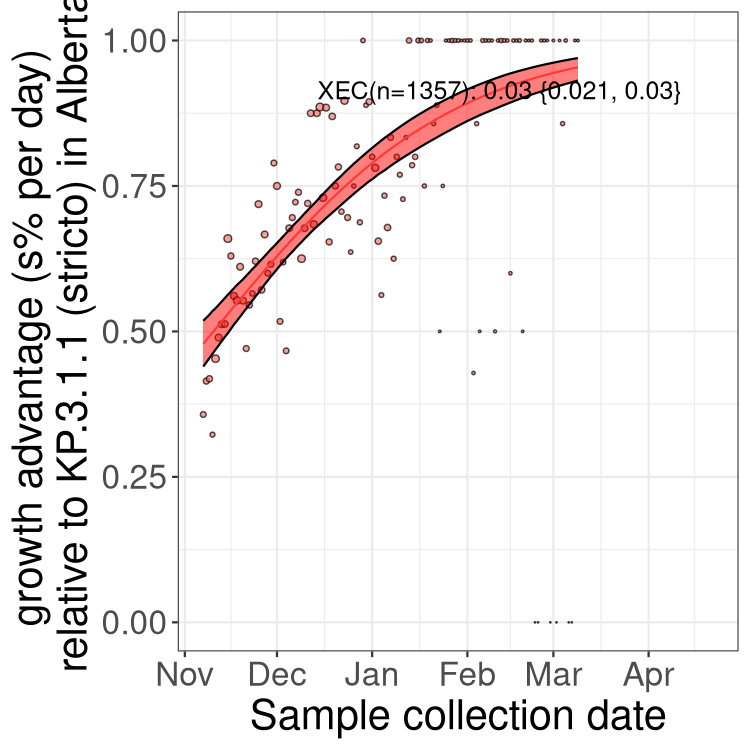 growth advantage (s% per day)
relative to KP.3.1.1 (stricto) in Alberta
1.00
0.75
0.50
0.25
0.00
XEC(n=1357): 0.03 {0.021, 0.03}
Nov Dec Jan Feb Mar Apr
Sample collection date